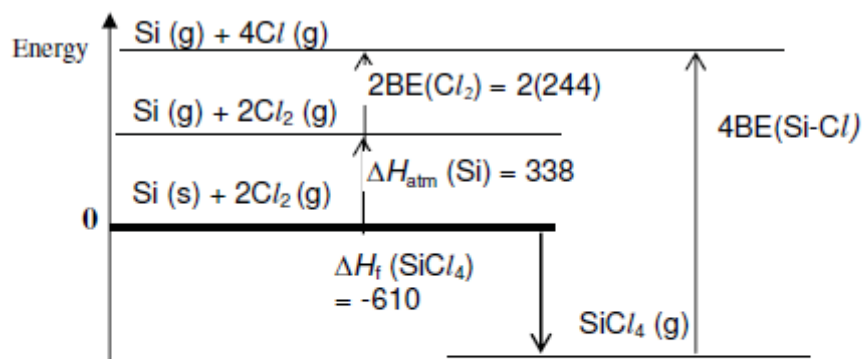 Si (g) + 4Cl (g)
Energy
2BE(Cl₂) = 2(244)
Si (g) + 2Cl₂ (g)
4BE(Si-Cl)
ΔHatm (Si) = 338
Si (s) + 2Cl₂ (g)
0
ΔHf (SiCl₄)
= -610
SiCl₄ (g)